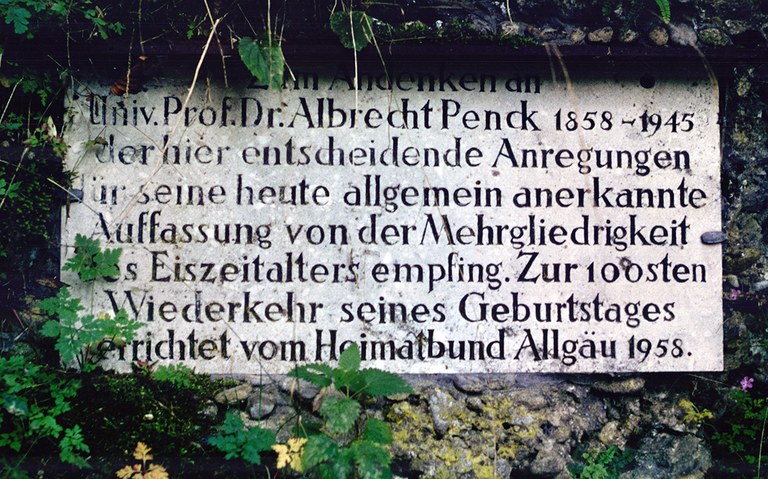 Zum Andenken an
Univ. Prof. Dr. Albrecht Penck 1858-1945
der hier entscheidende Anregungen
für seine heute allgemein anerkannte
Auffassung von der Mehrgliedrigkeit
des Eiszeitalters empfing. Zur 100sten
Wiederkehr seines Geburtstages
errichtet vom Heimatbund Allgäu 1958.